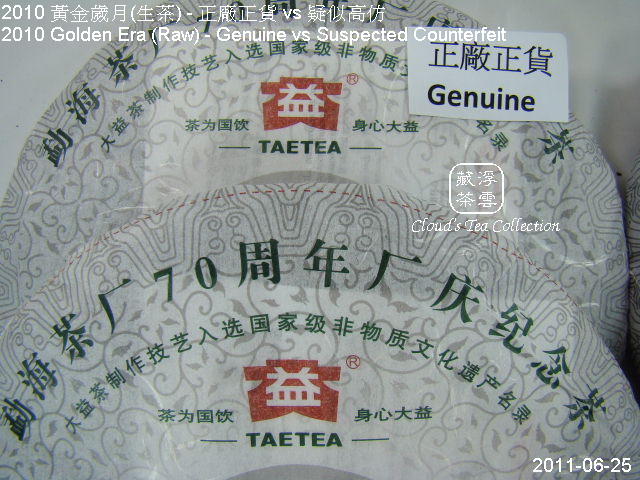 2010 黃金歲月(生茶) - 正廠正貨 vs 疑似高仿
2010 Golden Era (Raw) - Genuine vs Suspected Counterfeit
正廠正貨
Genuine
勐海茶厂
茶
大益茶制作技艺入选国家级非物质文
名录
益®
茶为国饮 身心大益
TAETEA
浮雲藏茶
Cloud's Tea Collection
勐海茶厂70周年厂庆纪念茶
大益茶制作技艺入选国家级非物质文化遗产名录
益®
茶为国饮 身心大益
TAETEA
2011-06-25